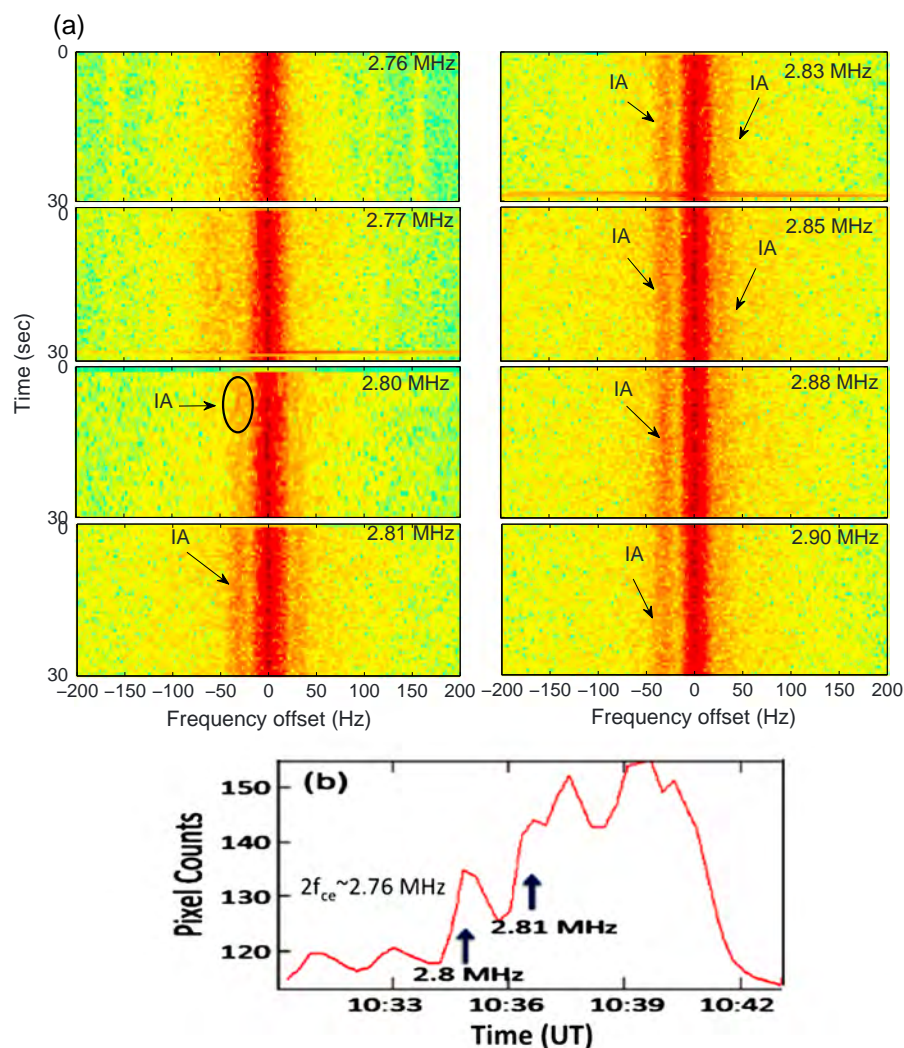 (a)
0
2.76 MHz
30
0
2.77 MHz
30
0
2.80 MHz
IA
30
0
2.81 MHz
IA
30
−200 −150 −100 −50 0 50 100 150 200
Frequency offset (Hz)
Time (sec)
2.83 MHz
IA
IA
2.85 MHz
IA
IA
2.88 MHz
IA
2.90 MHz
IA
−200 −150 −100 −50 0 50 100 150 200
Frequency offset (Hz)
(b)
150
140
130
120
Pixel Counts
2fce~2.76 MHz
2.81 MHz
2.8 MHz
10:33 10:36 10:39 10:42
Time (UT)